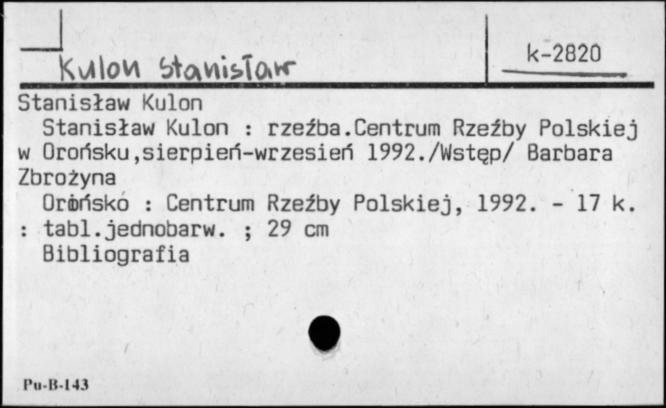 Kulon Stanisław
k-2820
Stanisław Kulon
Stanisław Kulon : rzeźba.Centrum Rzeźby Polskiej
w Orońsku,sierpień-wrzesień 1992./Wstęp/ Barbara
Zbrożyna
Orońsko : Centrum Rzeźby Polskiej, 1992. - 17 k.
: tabl.jednobarw. ; 29 cm
Bibliografia
Pu-B-143